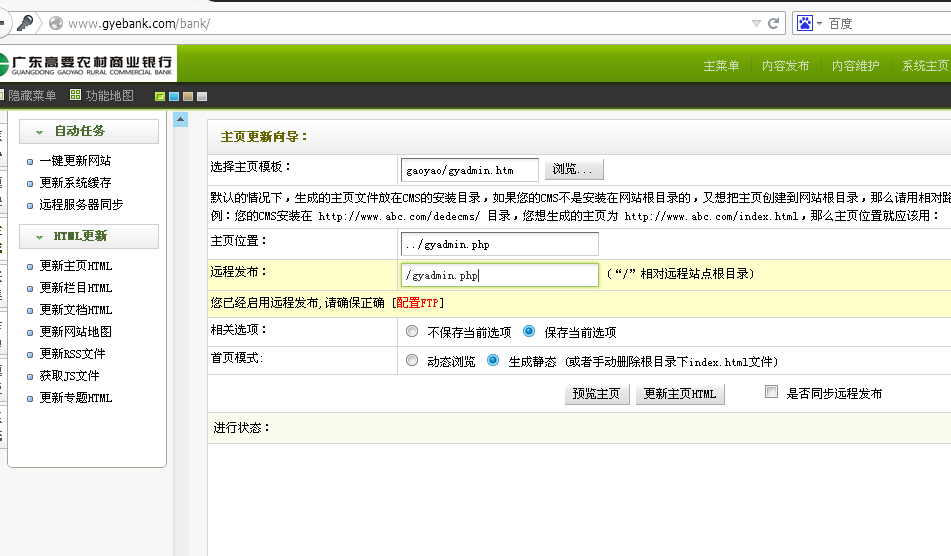 www.gyebank.com/bank/
百度
广东高要农村商业银行
GUANGDONG GAOYAO RURAL COMMERCIAL BANK
主菜单 内容发布 内容维护 系统主页
隐藏菜单 功能地图
自动任务
一键更新网站
更新系统缓存
远程服务器同步
HTML更新
更新主页HTML
更新栏目HTML
更新文档HTML
更新网站地图
更新RSS文件
获取JS文件
更新专题HTML
主页更新向导：
选择主页模板： gaoyao/gyadmin.htm 浏览...
默认的情况下，生成的主页文件放在CMS的安装目录，如果您的CMS不是安装在网站根目录的，又想把主页创建到网站根目录，那么请用相对路
例：您的CMS安装在 http://www.abc.com/dedecms/ 目录，您想生成的主页为 http://www.abc.com/index.html，那么主页位置就应该用：
主页位置： ../gyadmin.php
远程发布： /gyadmin.php （“/”相对远程站点根目录）
您已经启用远程发布,请确保正确 [配置FTP]
相关选项： 不保存当前选项 保存当前选项
首页模式: 动态浏览 生成静态 (或者手动删除根目录下index.html文件)
预览主页 更新主页HTML 是否同步远程发布
进行状态：